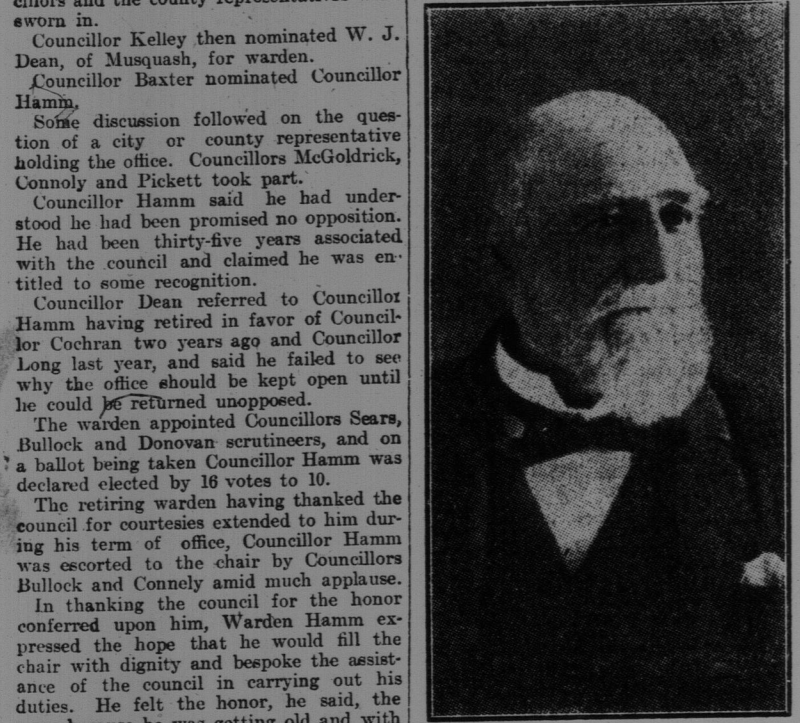 cillors and the county representatives
sworn in.
Councillor Kelley then nominated W. J.
Dean, of Musquash, for warden.
Councillor Baxter nominated Councillor
Hamm.
Some discussion followed on the ques-
tion of a city or county representative
holding the office. Councillors McGoldrick,
Connoly and Pickett took part.
Councillor Hamm said he had under-
stood he had been promised no opposition.
He had been thirty-five years associated
with the council and claimed he was en-
titled to some recognition.
Councillor Dean referred to Councillor
Hamm having retired in favor of Council-
lor Cochran two years ago and Councillor
Long last year, and said he failed to see
why the office should be kept open until
he could be returned unopposed.
The warden appointed Councillors Sears,
Bullock and Donovan scrutineers, and on
a ballot being taken Councillor Hamm was
declared elected by 16 votes to 10.
The retiring warden having thanked the
council for courtesies extended to him dur-
ing his term of office, Councillor Hamm
was escorted to the chair by Councillors
Bullock and Connely amid much applause.
In thanking the council for the honor
conferred upon him, Warden Hamm ex-
pressed the hope that he would fill the
chair with dignity and bespoke the assist-
ance of the council in carrying out his
duties. He felt the honor, he said, the
he was getting old and with